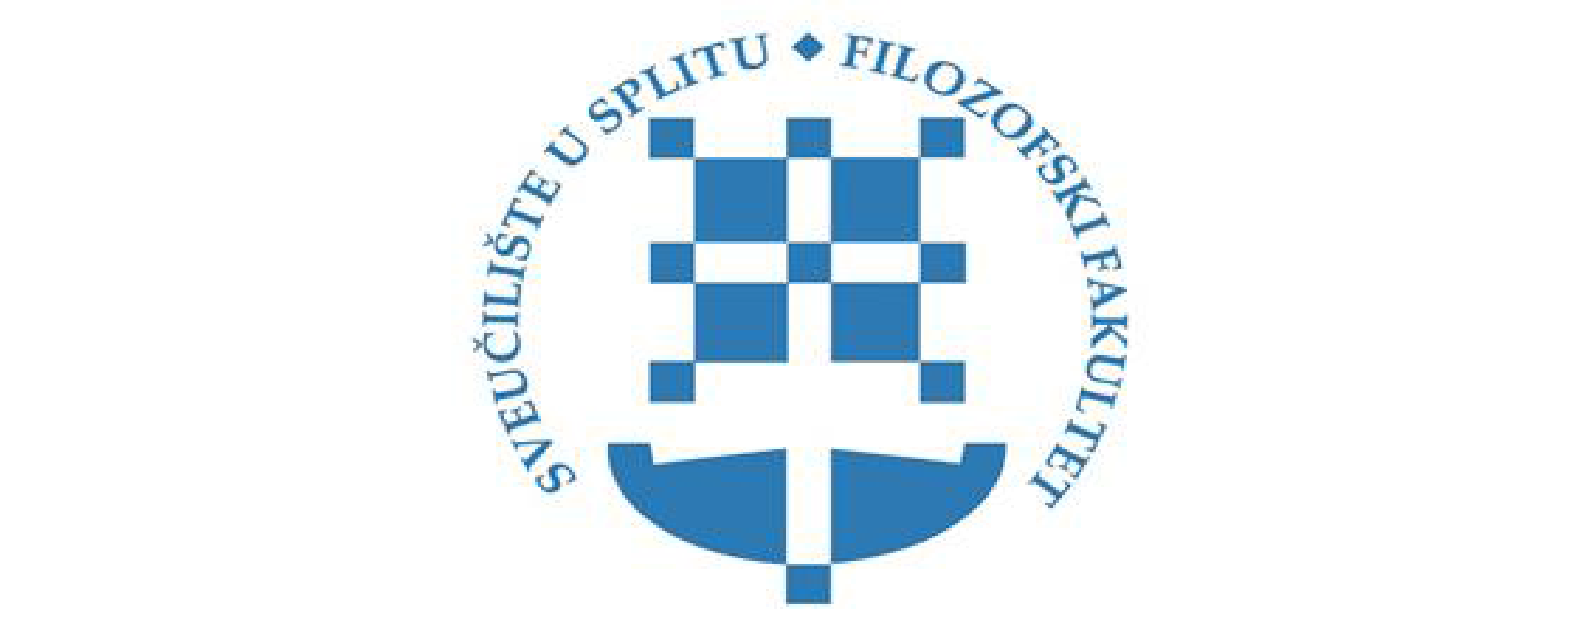 SVEUČILIŠTE U SPLITU ◆ FILOZOFSKI FAKULTET